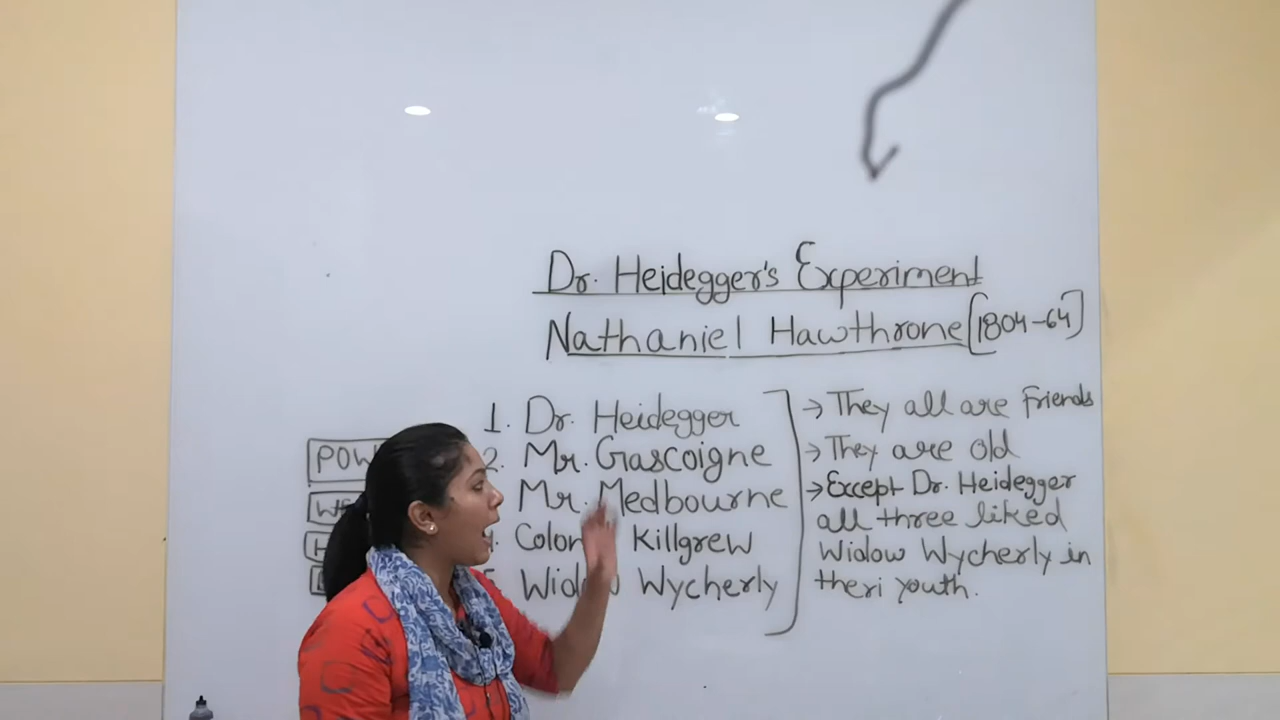 Dr. Heidegger's Experiment
Nathaniel Hawthrone [1804-64]
1. Dr. Heidegger
2. Mr. Gascoigne
Mr. Medbourne
Killgrew
Wycherly
→ They all are Friends
→ They are old
→ Except Dr. Heidegger
all three liked
Widow Wycherly in
theri youth.